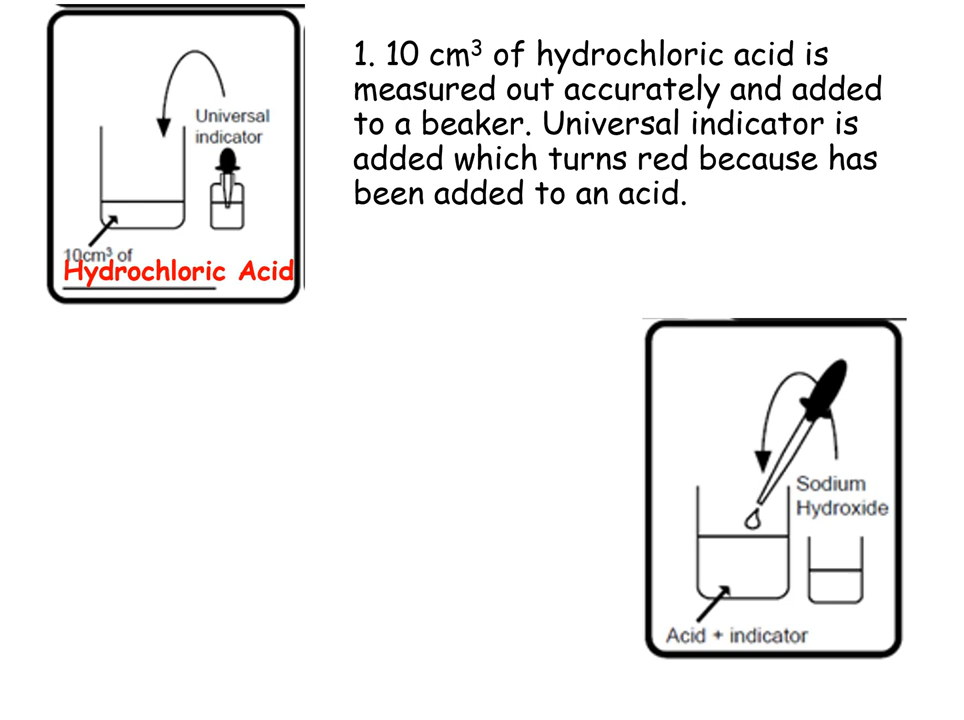 Universal
indicator
10cm³ of
Hydrochloric Acid
1. 10 cm³ of hydrochloric acid is
measured out accurately and added
to a beaker. Universal indicator is
added which turns red because has
been added to an acid.
Sodium
Hydroxide
Acid + indicator